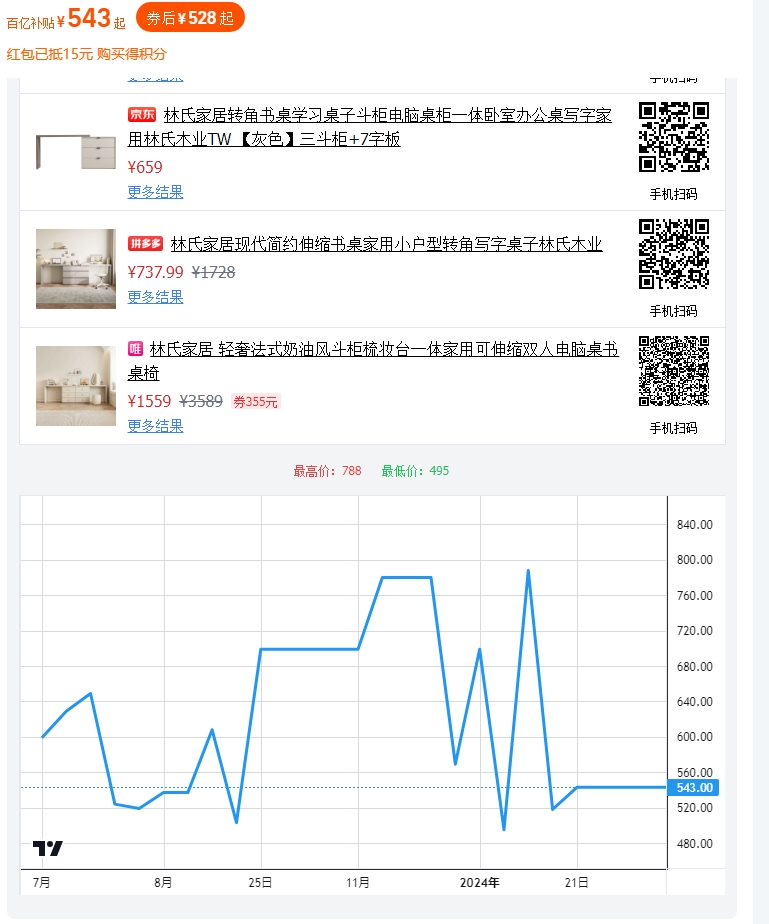 百亿补贴¥543起 券后¥528起
红包已抵15元 购买得积分
更多结果
手机扫码
京东 林氏家居转角书桌学习桌子斗柜电脑桌柜一体卧室办公桌写字家
用林氏木业TW 【灰色】三斗柜+7字板
¥659
更多结果
手机扫码
拼多多 林氏家居现代简约伸缩书桌家用小户型转角写字桌子林氏木业
¥737.99 ¥1728
更多结果
手机扫码
唯 林氏家居 轻奢法式奶油风斗柜梳妆台一体家用可伸缩双人电脑桌书
桌椅
¥1559 ¥3589 券355元
更多结果
手机扫码
最高价：788 最低价：495
840.00
800.00
760.00
720.00
680.00
640.00
600.00
560.00
543.00
520.00
480.00
7月 8月 25日 11月 2024年 21日